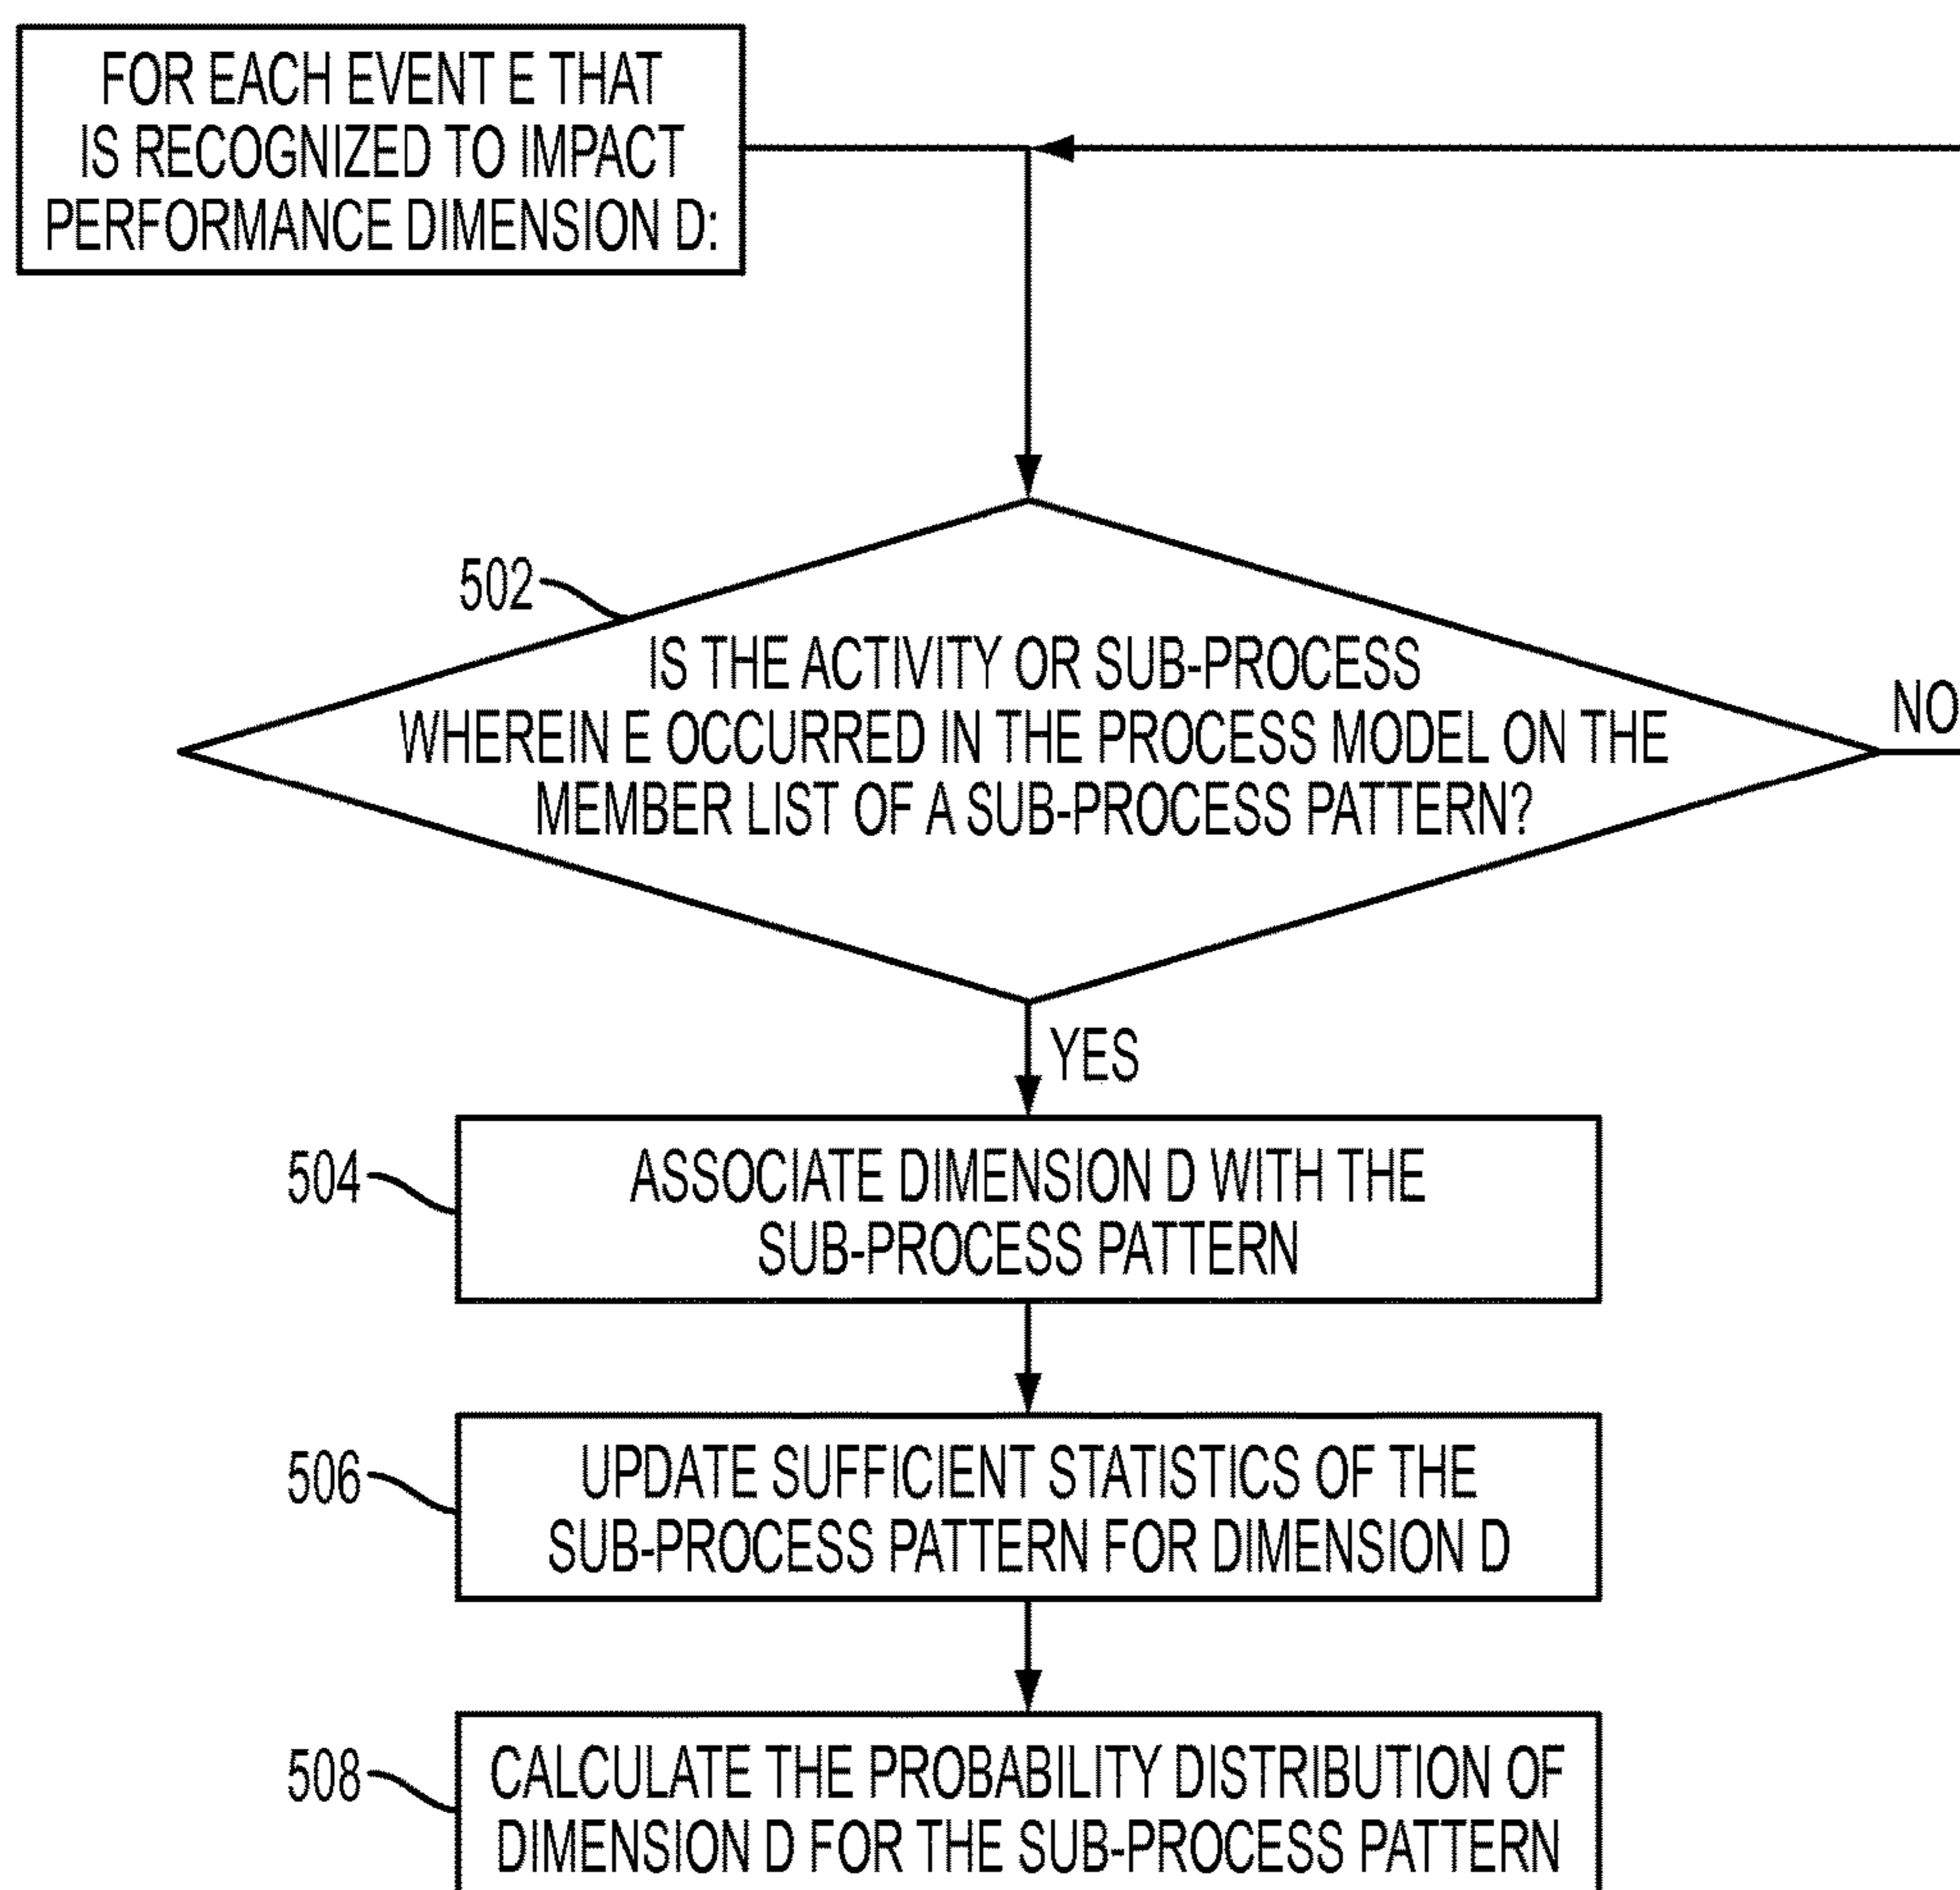 FOR EACH EVENT E THAT
IS RECOGNIZED TO IMPACT
PERFORMANCE DIMENSION D:
502
IS THE ACTIVITY OR SUB-PROCESS
WHEREIN E OCCURRED IN THE PROCESS MODEL ON THE
MEMBER LIST OF A SUB-PROCESS PATTERN?
NO
YES
504
ASSOCIATE DIMENSION D WITH THE
SUB-PROCESS PATTERN
506
UPDATE SUFFICIENT STATISTICS OF THE
SUB-PROCESS PATTERN FOR DIMENSION D
508
CALCULATE THE PROBABILITY DISTRIBUTION OF
DIMENSION D FOR THE SUB-PROCESS PATTERN